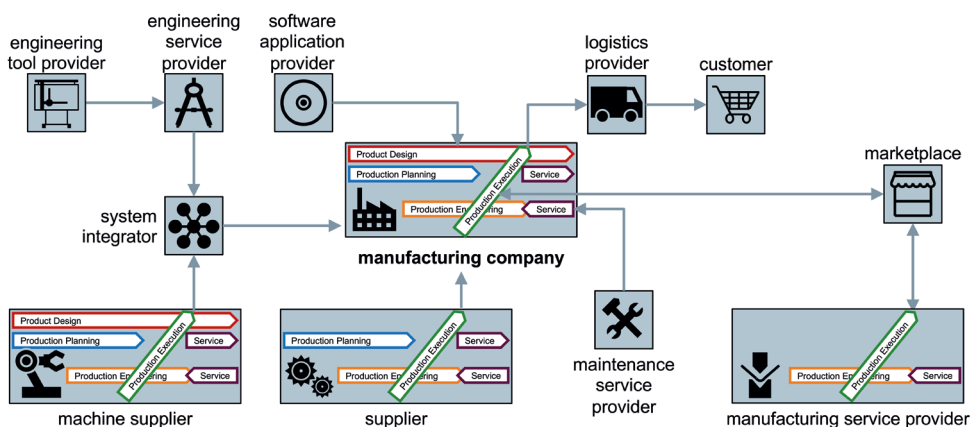 engineering
tool provider
engineering
service
provider
software
application
provider
logistics
provider
customer
Product Design
Production Planning
Service
Production Execution
Production Engineering
Service
manufacturing company
marketplace
system
integrator
Product Design
Production Planning
Service
Production Execution
Production Engineering
Service
machine supplier
Production Planning
Service
Production Execution
Production Engineering
Service
supplier
maintenance
service
provider
Production Engineering
Production Execution
Service
manufacturing service provider